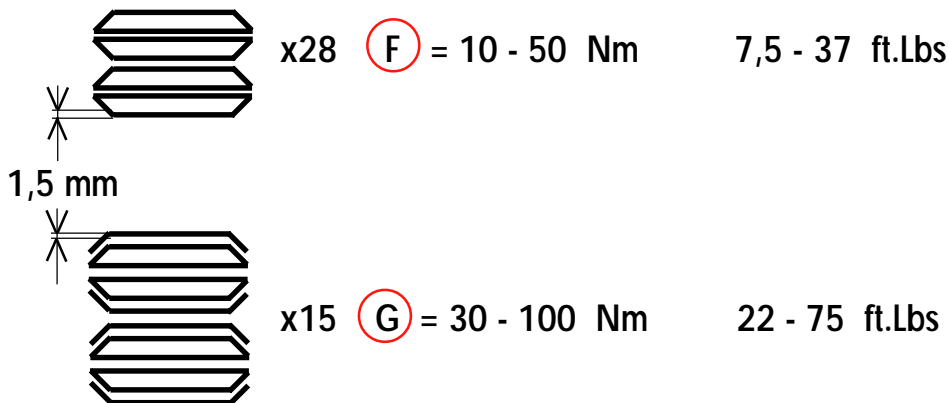 x28 F = 10 - 50 Nm 7,5 - 37 ft.Lbs
1,5 mm
x15 G = 30 - 100 Nm 22 - 75 ft.Lbs